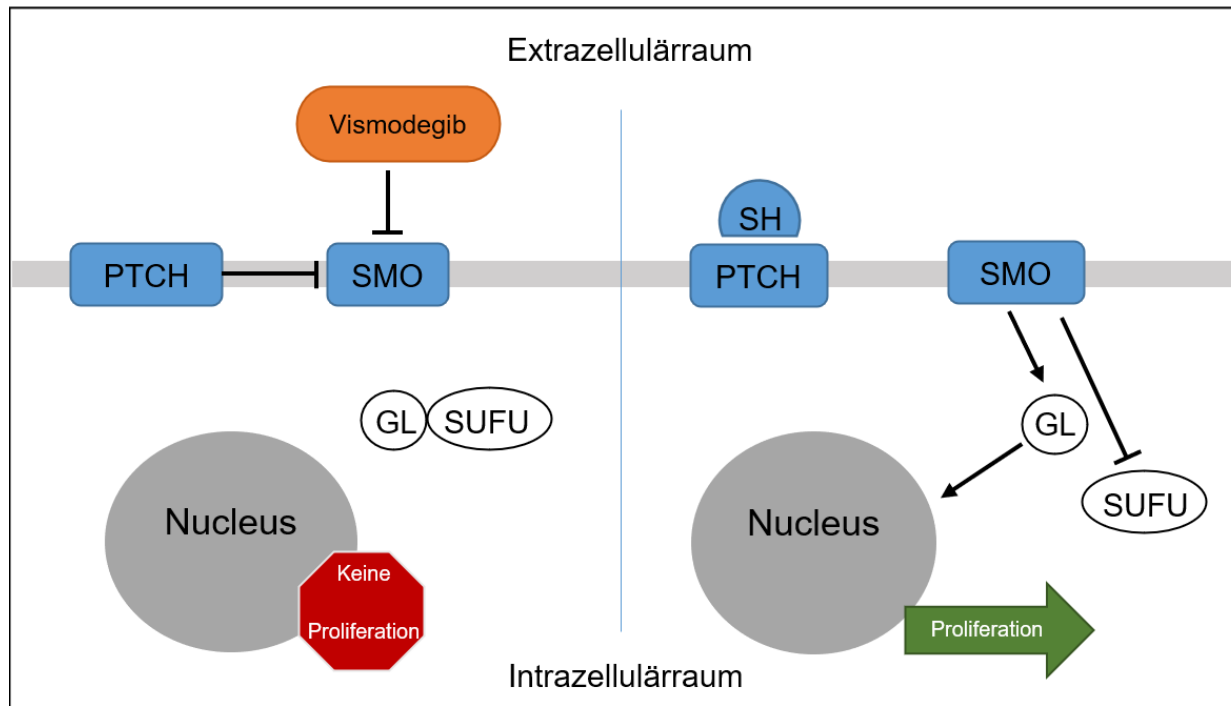 Extrazellulärraum
Vismodegib
PTCH
SMO
GL
SUFU
Nucleus
Keine
Proliferation
SH
PTCH
SMO
GL
SUFU
Nucleus
Proliferation
Intrazellulärraum